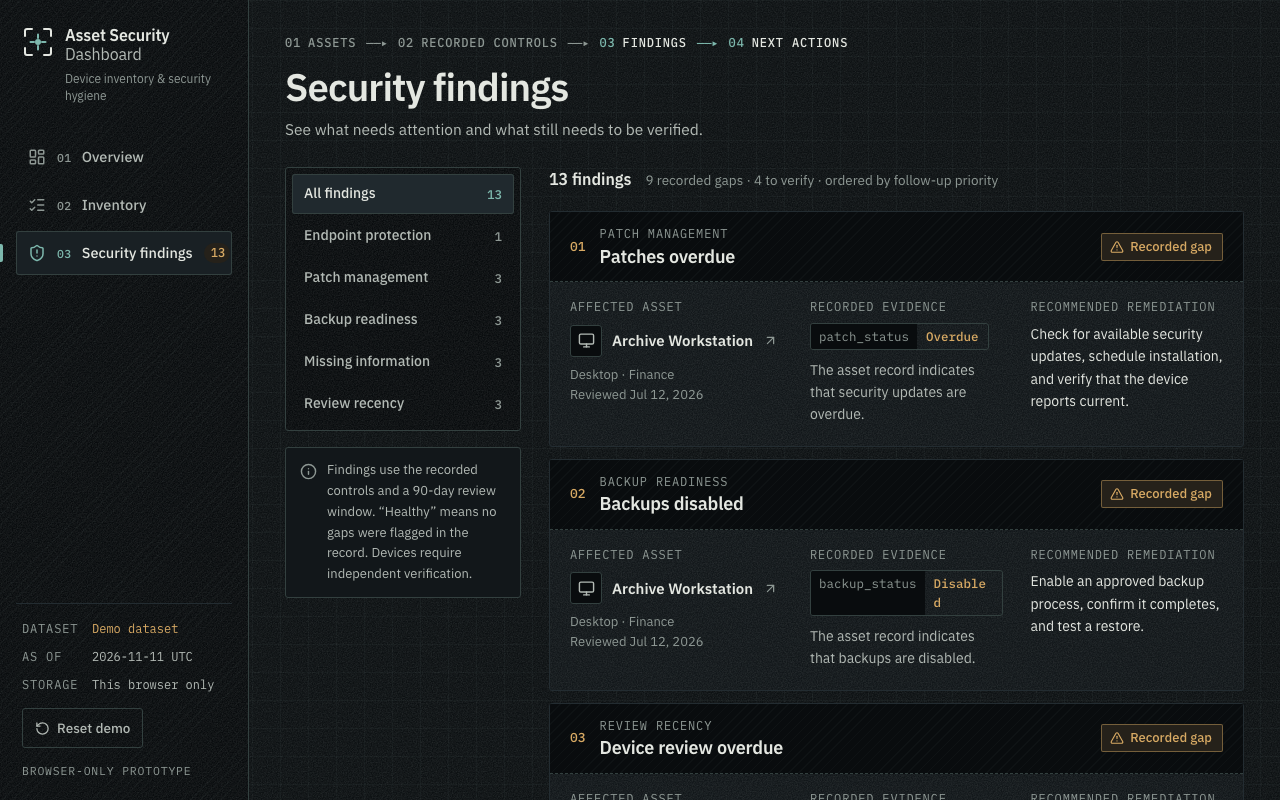 Asset Security
Dashboard
Device inventory & security
hygiene
01 Overview
02 Inventory
03 Security findings 13
DATASET Demo dataset
AS OF 2026-11-11 UTC
STORAGE This browser only
Reset demo
BROWSER-ONLY PROTOTYPE
01 ASSETS 02 RECORDED CONTROLS 03 FINDINGS 04 NEXT ACTIONS
Security findings
See what needs attention and what still needs to be verified.
All findings 13
Endpoint protection 1
Patch management 3
Backup readiness 3
Missing information 3
Review recency 3
Findings use the recorded
controls and a 90-day review
window. “Healthy” means no
gaps were flagged in the
record. Devices require
independent verification.
13 findings 9 recorded gaps · 4 to verify · ordered by follow-up priority
01
PATCH MANAGEMENT
Patches overdue
Recorded gap
AFFECTED ASSET
Archive Workstation
Desktop · Finance
Reviewed Jul 12, 2026
RECORDED EVIDENCE
patch_status Overdue
The asset record indicates
that security updates are
overdue.
RECOMMENDED REMEDIATION
Check for available security
updates, schedule installation,
and verify that the device
reports current.
02
BACKUP READINESS
Backups disabled
Recorded gap
AFFECTED ASSET
Archive Workstation
Desktop · Finance
Reviewed Jul 12, 2026
RECORDED EVIDENCE
backup_status Disable
d
The asset record indicates
that backups are disabled.
RECOMMENDED REMEDIATION
Enable an approved backup
process, confirm it completes,
and test a restore.
03
REVIEW RECENCY
Device review overdue
Recorded gap
AFFECTED ASSET
RECORDED EVIDENCE
RECOMMENDED REMEDIATION